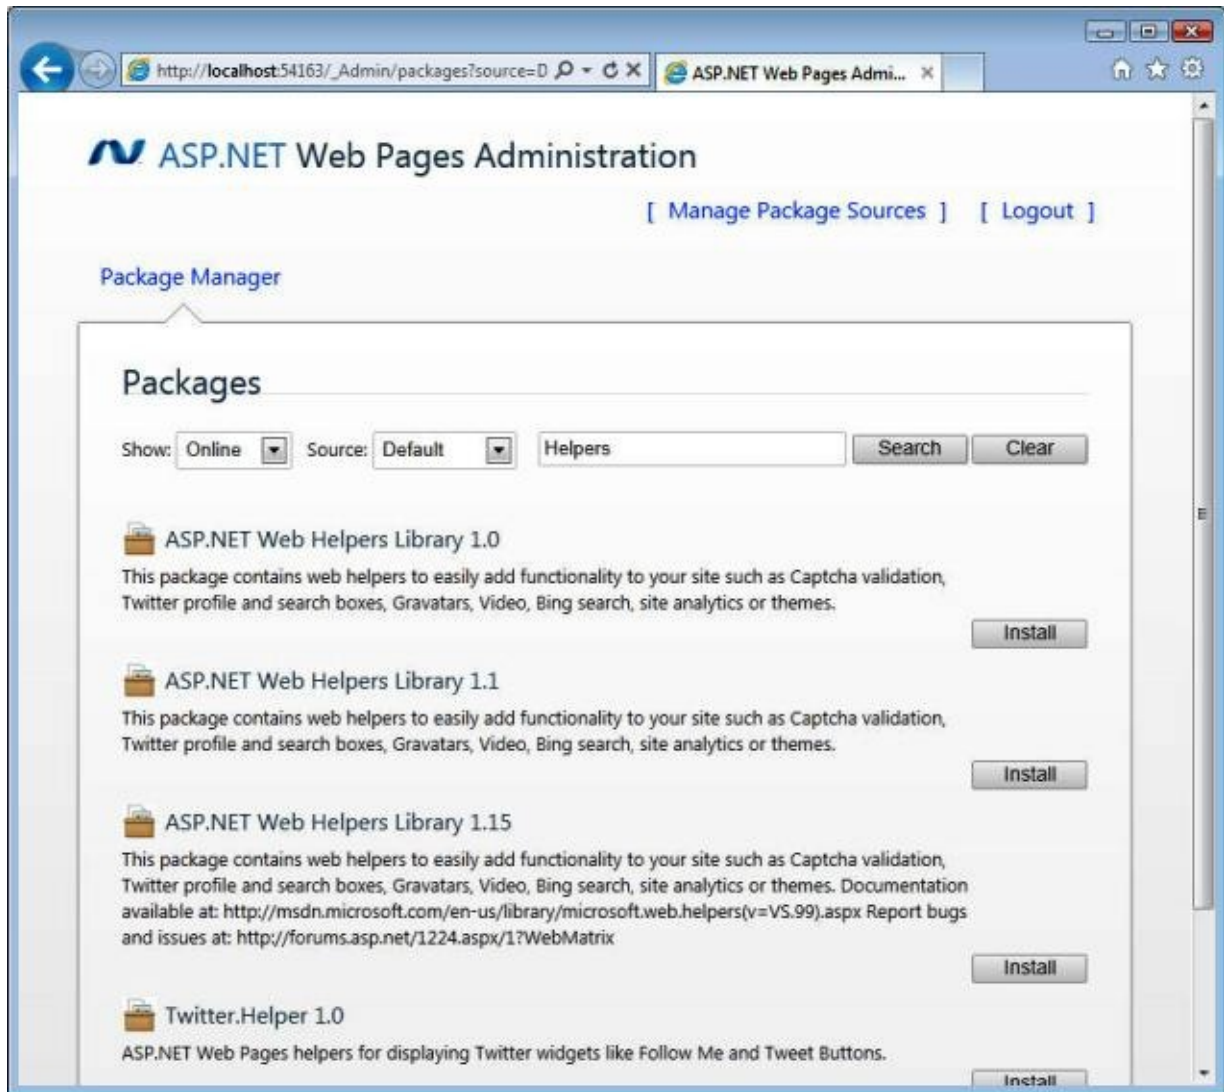 http://localhost:54163/_Admin/packages?source=D
ASP.NET Web Pages Admi...
ASP.NET Web Pages Administration
[ Manage Package Sources ] [ Logout ]
Package Manager
Packages
Show: Online Source: Default Helpers Search Clear
ASP.NET Web Helpers Library 1.0
This package contains web helpers to easily add functionality to your site such as Captcha validation,
Twitter profile and search boxes, Gravatars, Video, Bing search, site analytics or themes.
Install
ASP.NET Web Helpers Library 1.1
This package contains web helpers to easily add functionality to your site such as Captcha validation,
Twitter profile and search boxes, Gravatars, Video, Bing search, site analytics or themes.
Install
ASP.NET Web Helpers Library 1.15
This package contains web helpers to easily add functionality to your site such as Captcha validation,
Twitter profile and search boxes, Gravatars, Video, Bing search, site analytics or themes. Documentation
available at: http://msdn.microsoft.com/en-us/library/microsoft.web.helpers(v=VS.99).aspx Report bugs
and issues at: http://forums.asp.net/1224.aspx/1?WebMatrix
Install
Twitter.Helper 1.0
ASP.NET Web Pages helpers for displaying Twitter widgets like Follow Me and Tweet Buttons.
Install